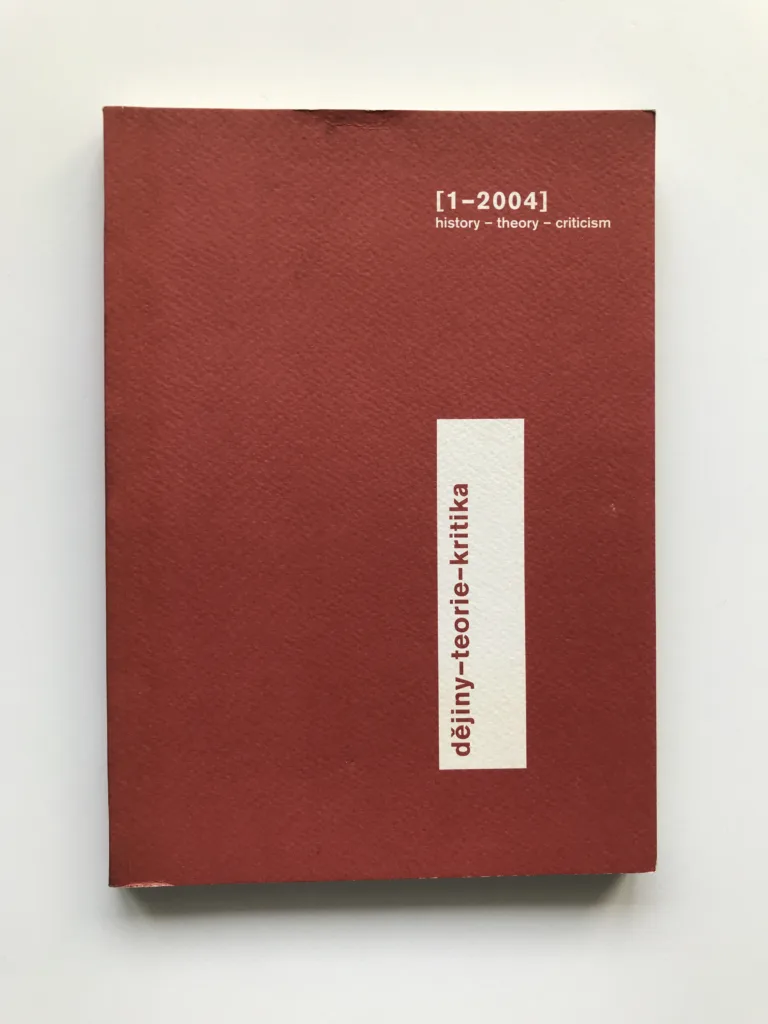 [1–2004]
history – theory – criticism
dějiny–teorie–kritika